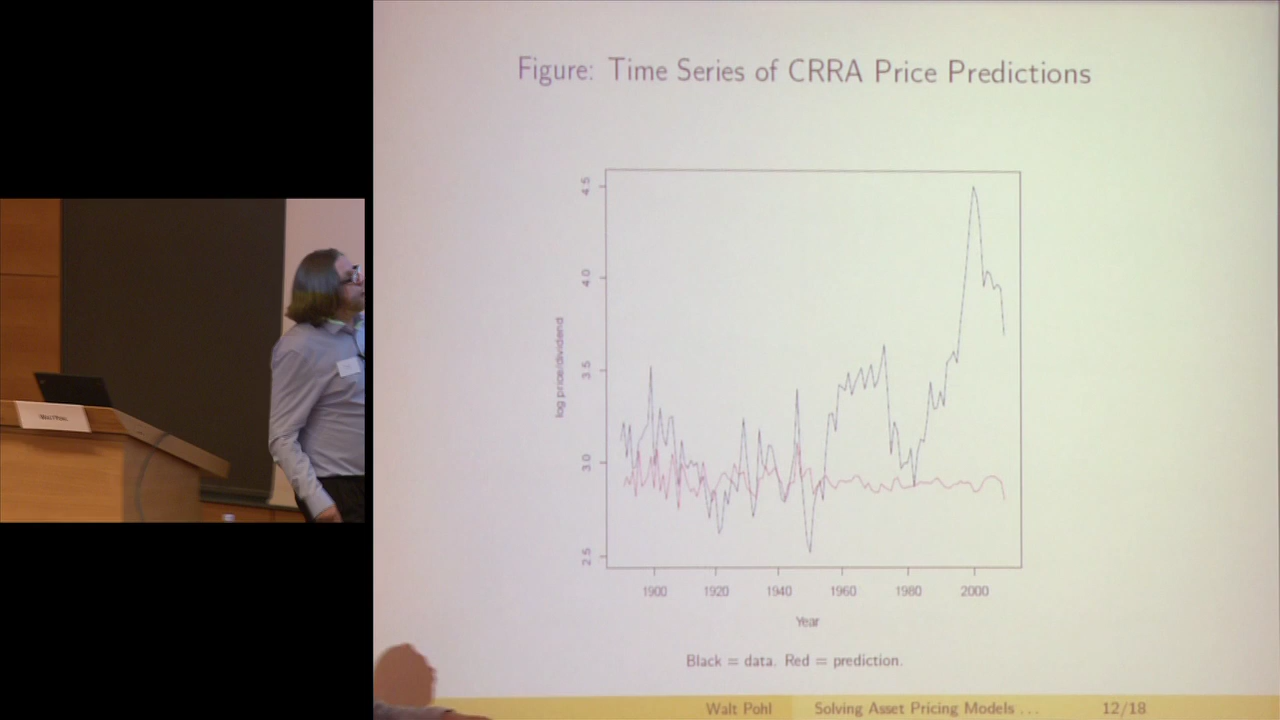 Figure: Time Series of CRRA Price Predictions
4.5
4.0
3.5
3.0
2.5
log price/dividend
1900 1920 1940 1960 1980 2000
Year
Black = data. Red = prediction.
Walt Pohl Solving Asset Pricing Models ... 12/18